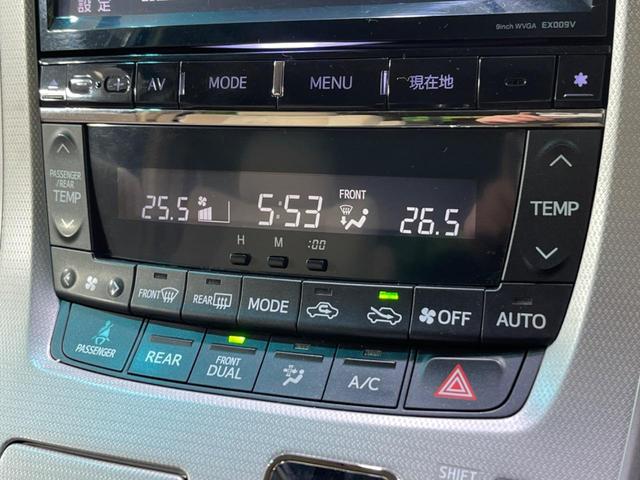 設定
9inch WVGA EX009V
AV MODE MENU 現在地
PASSENGER
/REAR
TEMP
25.5 5:53 FRONT 26.5
TEMP
H M :00
FRONT REAR MODE OFF AUTO
PASSENGER REAR FRONT
DUAL A/C
SHIFT